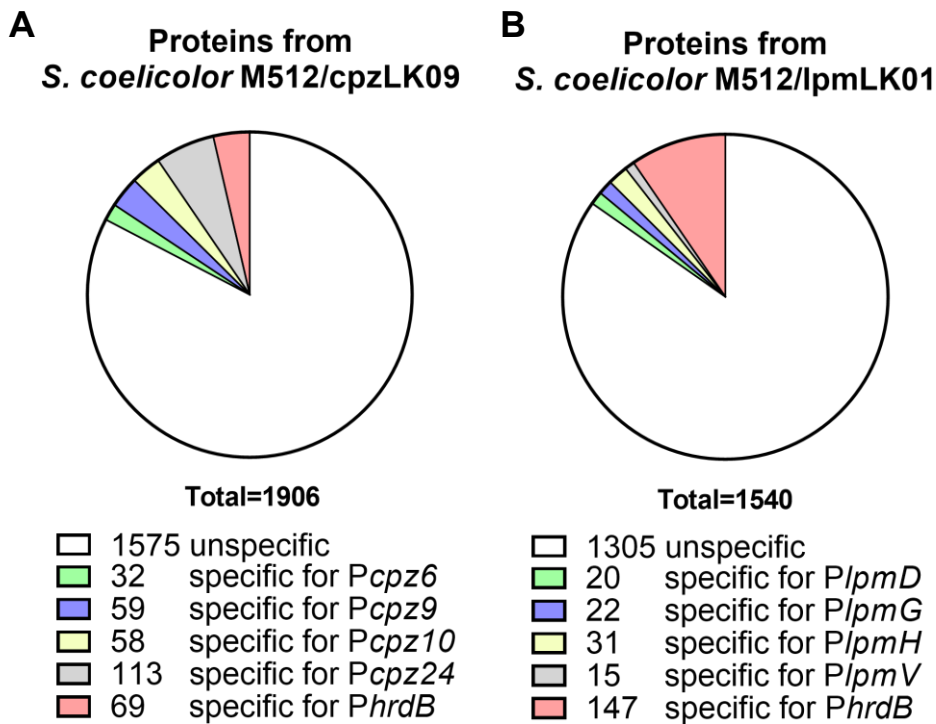 A
Proteins from
S. coelicolor M512/cpzLK09
Total=1906
1575 unspecific
32 specific for Pcpz6
59 specific for Pcpz9
58 specific for Pcpz10
113 specific for Pcpz24
69 specific for PhrdB
B
Proteins from
S. coelicolor M512/lpmLK01
Total=1540
1305 unspecific
20 specific for PlpmD
22 specific for PlpmG
31 specific for PlpmH
15 specific for PlpmV
147 specific for PhrdB